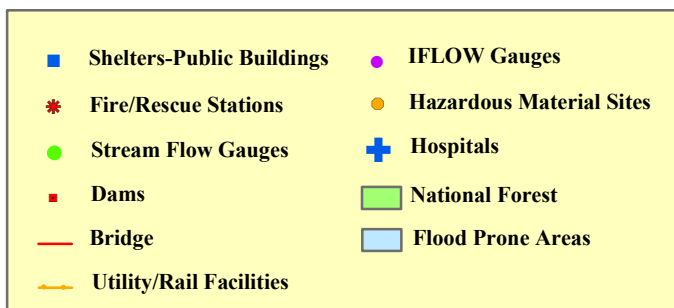 Shelters-Public Buildings
Fire/Rescue Stations
Stream Flow Gauges
Dams
Bridge
Utility/Rail Facilities
IFLOW Gauges
Hazardous Material Sites
Hospitals
National Forest
Flood Prone Areas